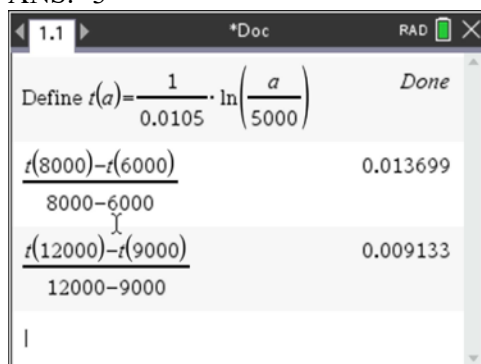 ANS: 3
1.1 *Doc RAD
Define t(a)=1/0.0105·ln(a/5000) Done
t(8000)–t(6000)/8000–6000 0.013699
t(12000)–t(9000)/12000–9000 0.009133